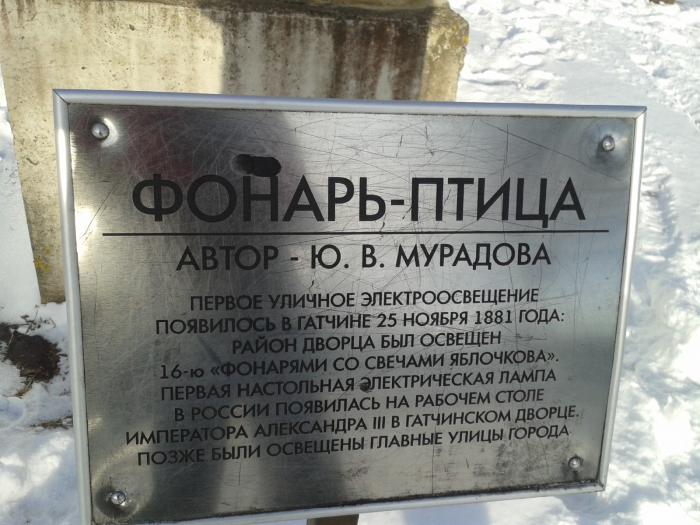 ФОНАРЬ-ПТИЦА
АВТОР - Ю. В. МУРАДОВА
ПЕРВОЕ УЛИЧНОЕ ЭЛЕКТРООСВЕЩЕНИЕ
ПОЯВИЛОСЬ В ГАТЧИНЕ 25 НОЯБРЯ 1881 ГОДА:
РАЙОН ДВОРЦА БЫЛ ОСВЕЩЕН
16-ю «ФОНАРЯМИ СО СВЕЧАМИ ЯБЛОЧКОВА».
ПЕРВАЯ НАСТОЛЬНАЯ ЭЛЕКТРИЧЕСКАЯ ЛАМПА
В РОССИИ ПОЯВИЛАСЬ НА РАБОЧЕМ СТОЛЕ
ИМПЕРАТОРА АЛЕКСАНДРА III В ГАТЧИНСКОМ ДВОРЦЕ.
ПОЗЖЕ БЫЛИ ОСВЕЩЕНЫ ГЛАВНЫЕ УЛИЦЫ ГОРОДА